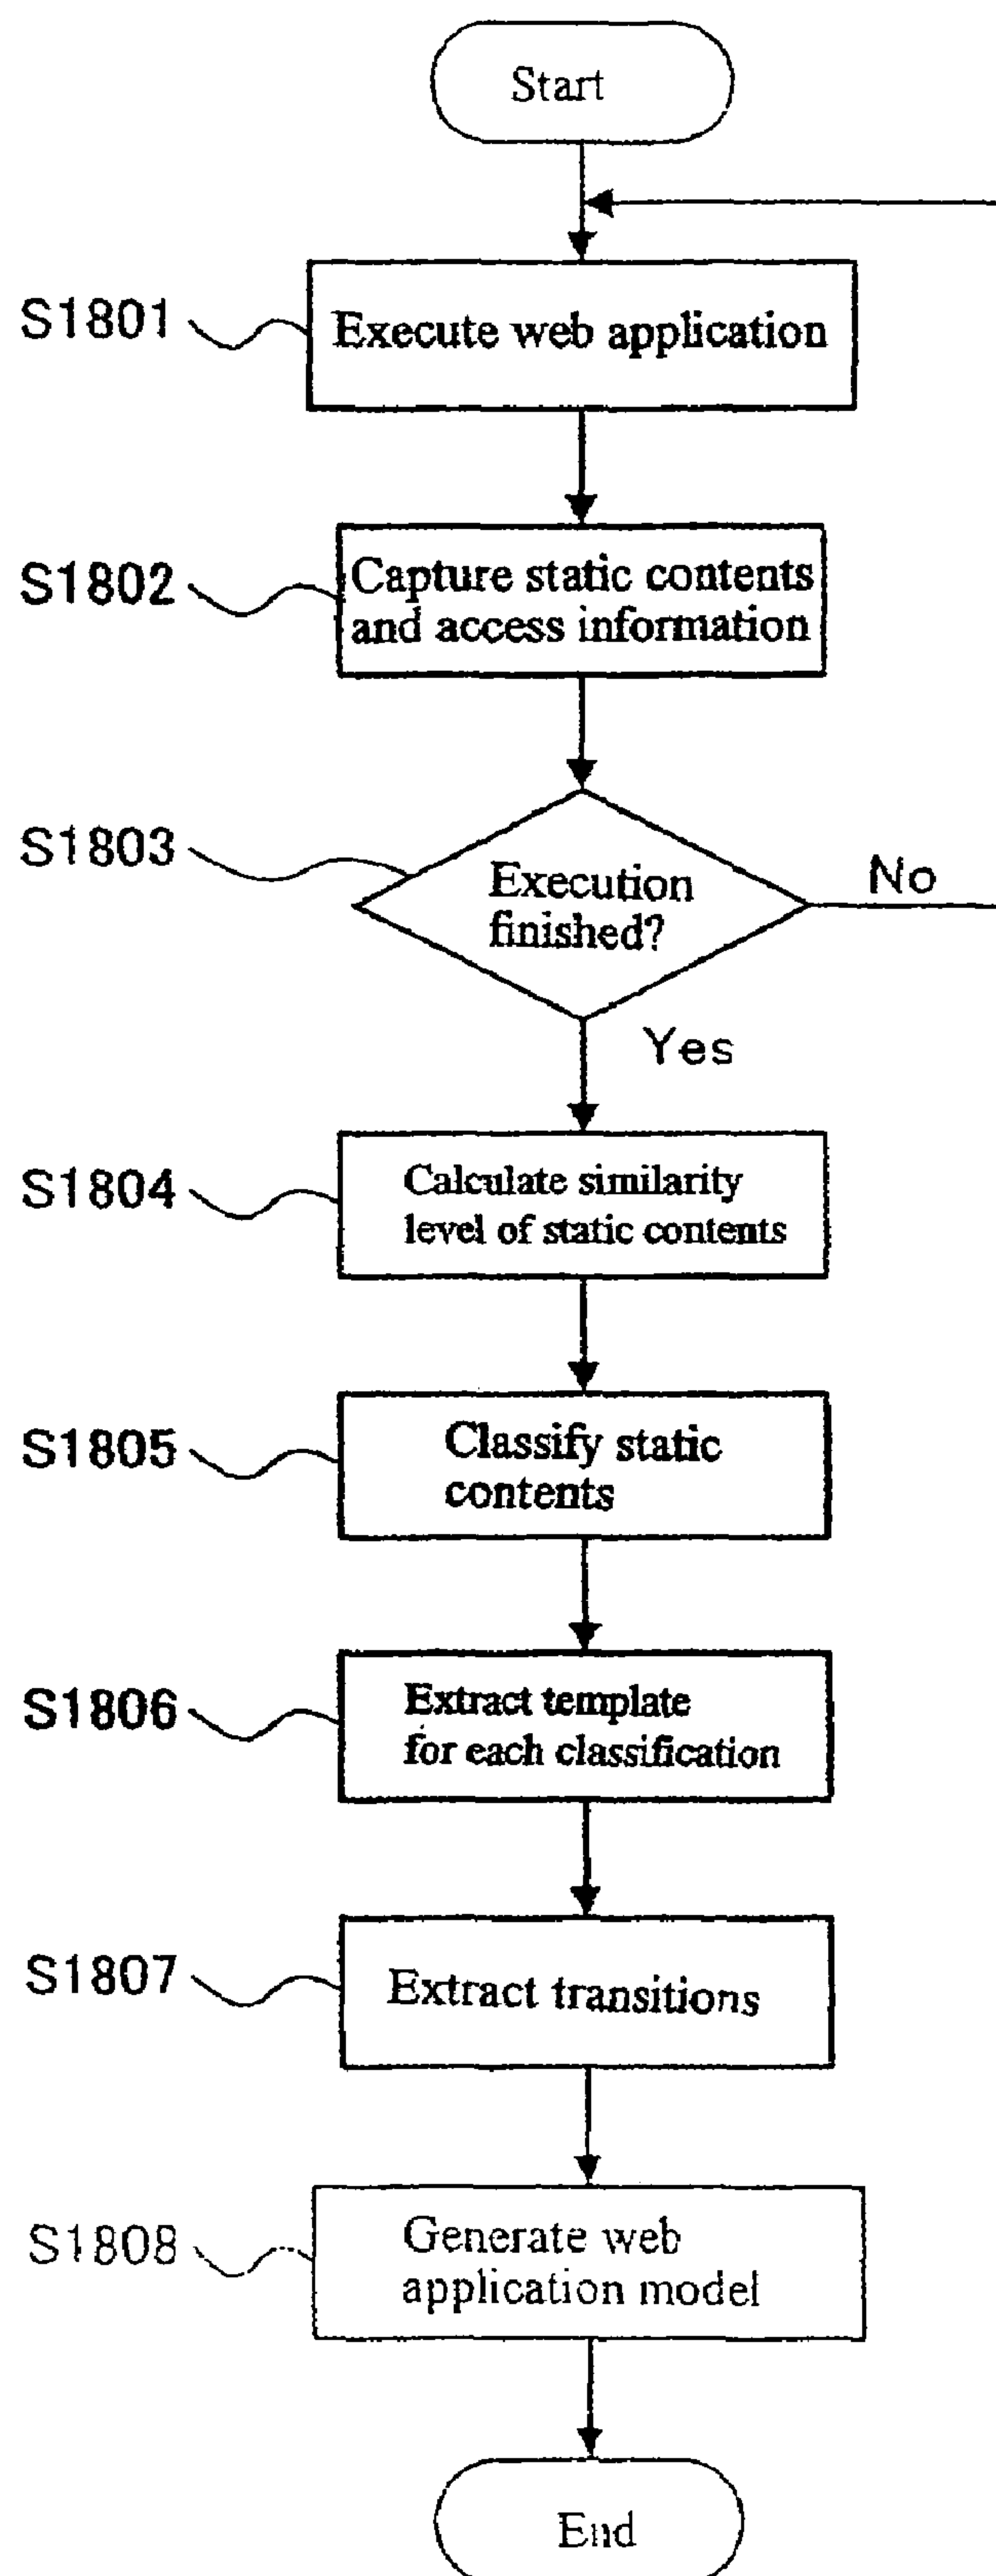 Start
S1801
Execute web application
S1802
Capture static contents
and access information
S1803
Execution
finished?
No
Yes
S1804
Calculate similarity
level of static contents
S1805
Classify static
contents
S1806
Extract template
for each classification
S1807
Extract transitions
S1808
Generate web
application model
End